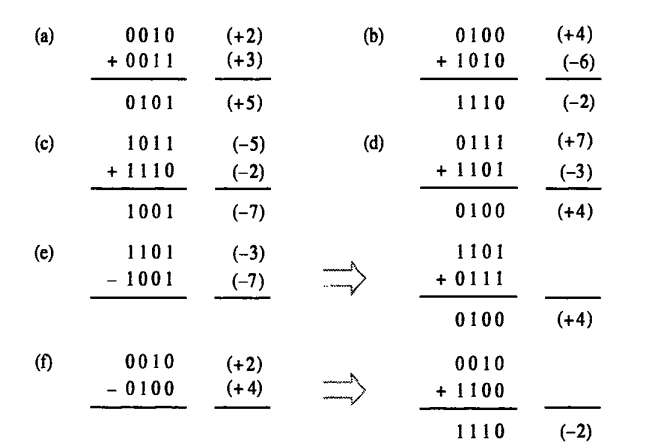 (a) 0010 (+2) (b) 0100 (+4)
+ 0011 (+3) + 1010 (–6)
0101 (+5) 1110 (–2)
(c) 1011 (–5) (d) 0111 (+7)
+ 1110 (–2) + 1101 (–3)
1001 (–7) 0100 (+4)
(e) 1101 (–3) 1101
– 1001 (–7) + 0111
0100 (+4)
(f) 0010 (+2) 0010
– 0100 (+4) + 1100
1110 (–2)